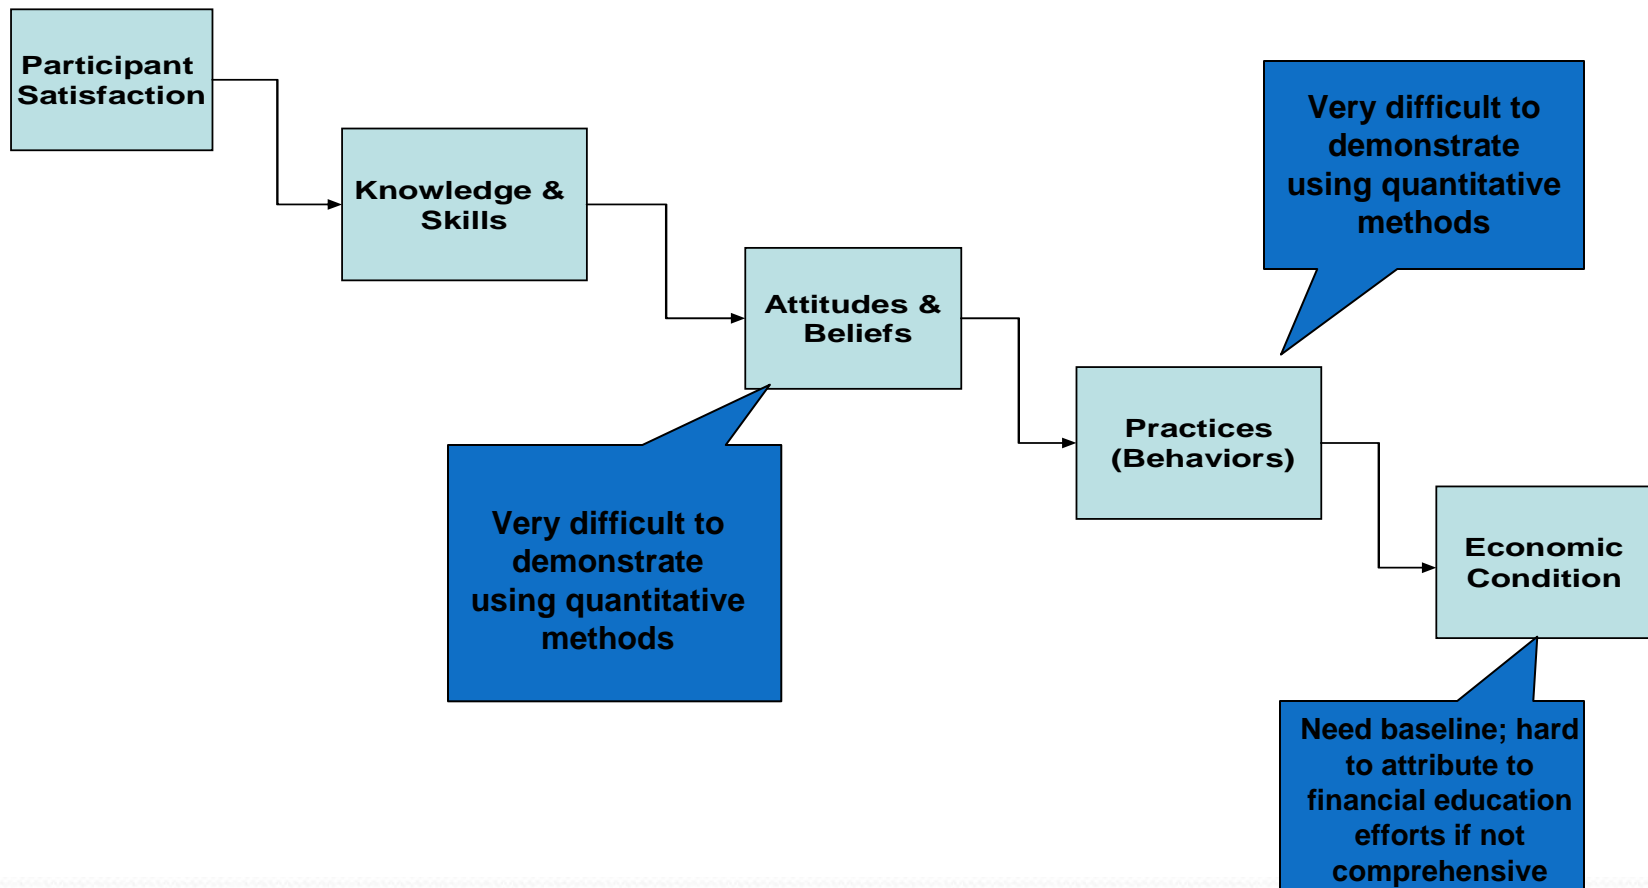 Participant
Satisfaction
Knowledge &
Skills
Attitudes &
Beliefs
Practices
(Behaviors)
Economic
Condition
Very difficult to
demonstrate
using quantitative
methods
Very difficult to
demonstrate
using quantitative
methods
Need baseline; hard
to attribute to
financial education
efforts if not
comprehensive